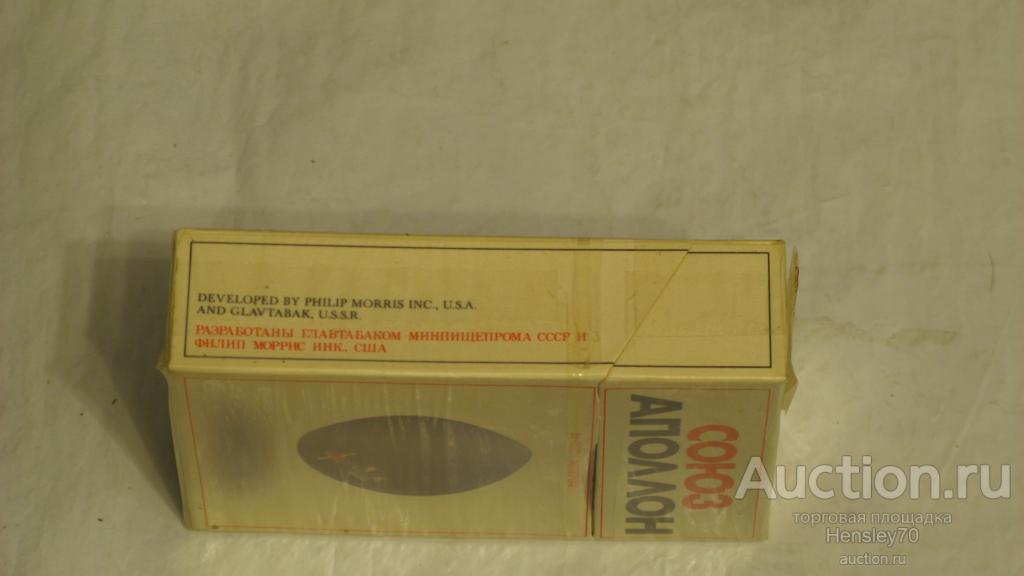 DEVELOPED BY PHILIP MORRIS INC., U.S.A.
AND GLAVTABAK, U.S.S.R.
РАЗРАБОТАНЫ ГЛАВТАБАКОМ МИНПИЩЕПРОМА СССР И
ФИЛИП МОРРИС ИНК. США
СОЮЗ
АПОЛЛОН
Auction.ru
торговая площадка
Hensley70
auction.ru